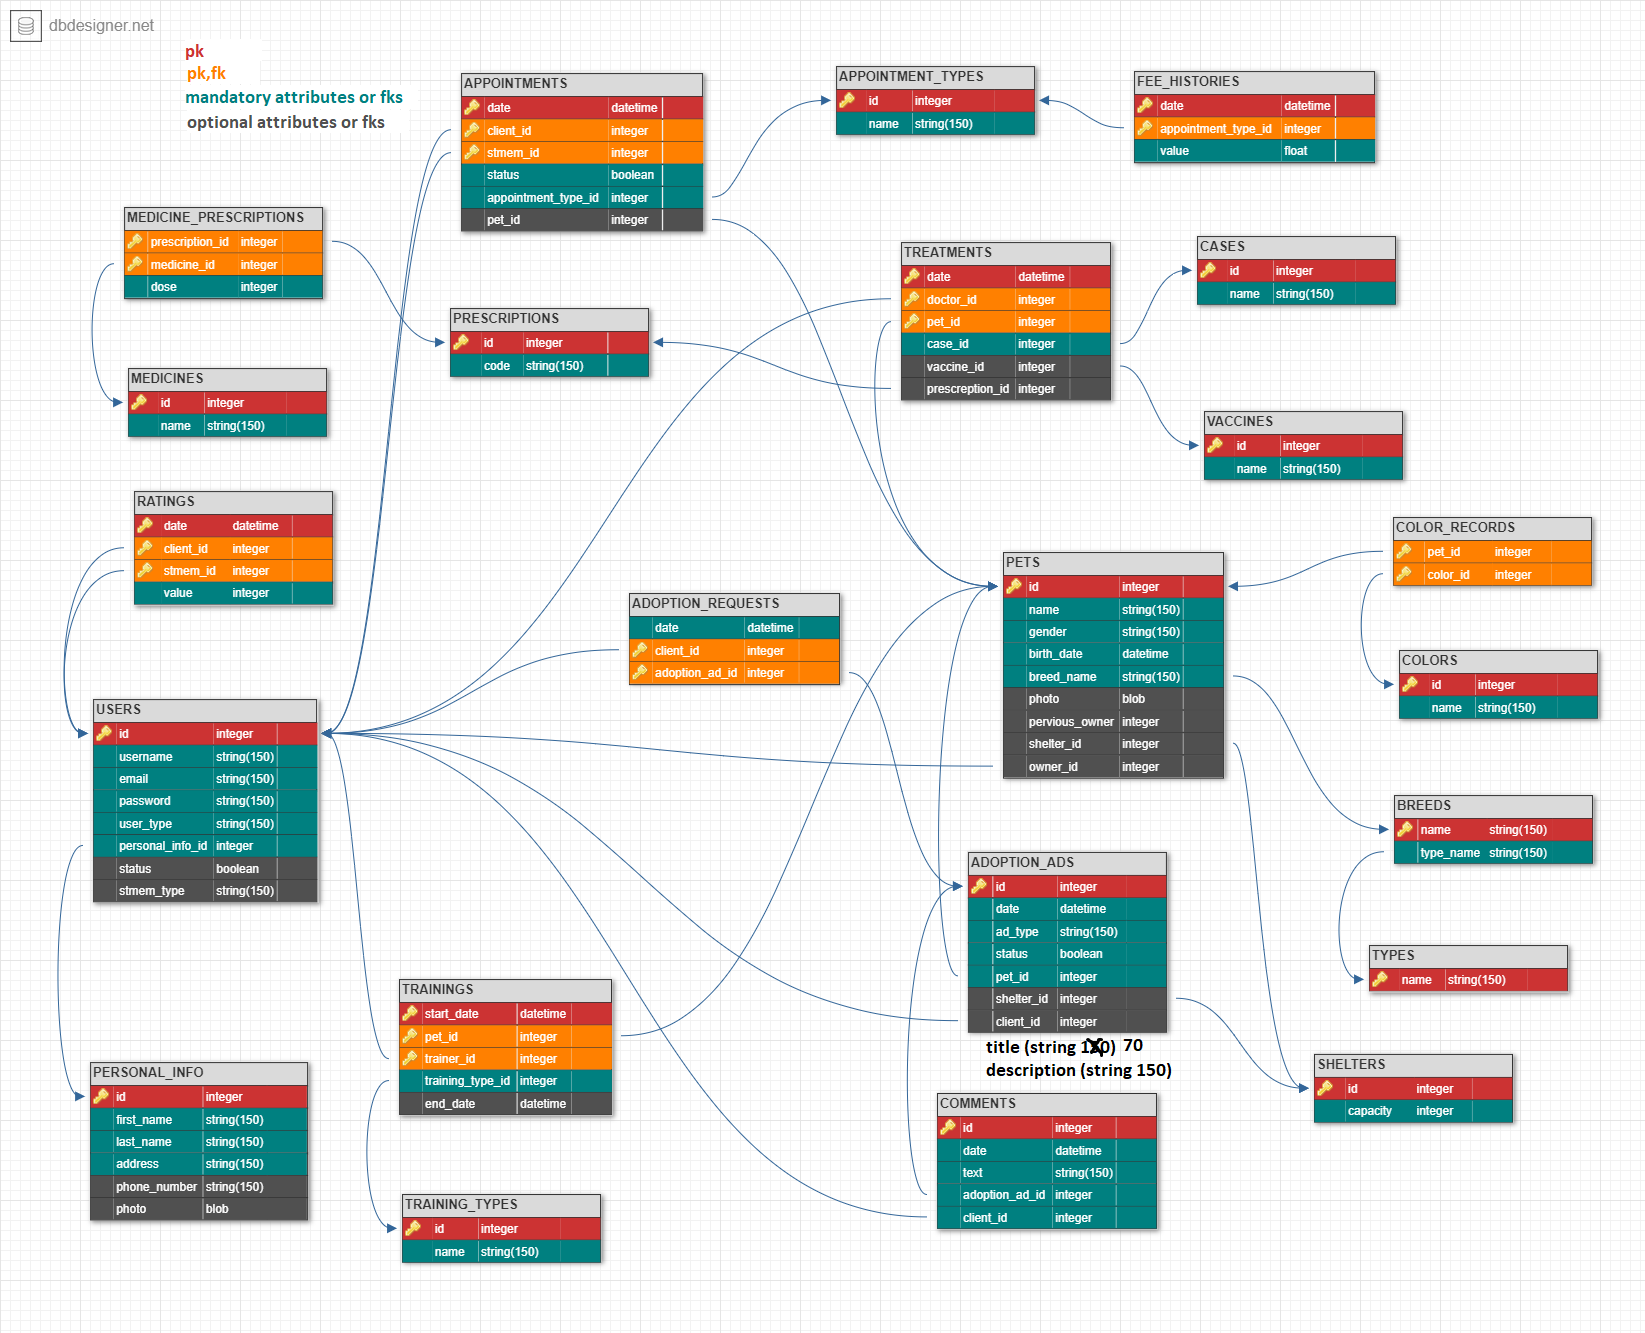 dbdesigner.net
pk
pk,fk
mandatory attributes or fks
optional attributes or fks
APPOINTMENTS
date datetime
client_id integer
stmem_id integer
status boolean
appointment_type_id integer
pet_id integer
APPOINTMENT_TYPES
id integer
name string(150)
FEE_HISTORIES
date datetime
appointment_type_id integer
value float
MEDICINE_PRESCRIPTIONS
prescription_id integer
medicine_id integer
dose integer
PRESCRIPTIONS
id integer
code string(150)
TREATMENTS
date datetime
doctor_id integer
pet_id integer
case_id integer
vaccine_id integer
prescreption_id integer
CASES
id integer
name string(150)
MEDICINES
id integer
name string(150)
VACCINES
id integer
name string(150)
RATINGS
date datetime
client_id integer
stmem_id integer
value integer
ADOPTION_REQUESTS
date datetime
client_id integer
adoption_ad_id integer
PETS
id integer
name string(150)
gender string(150)
birth_date datetime
breed_name string(150)
photo blob
pervious_owner integer
shelter_id integer
owner_id integer
COLOR_RECORDS
pet_id integer
color_id integer
COLORS
id integer
name string(150)
USERS
id integer
username string(150)
email string(150)
password string(150)
user_type string(150)
personal_info_id integer
status boolean
stmem_type string(150)
BREEDS
name string(150)
type_name string(150)
ADOPTION_ADS
id integer
date datetime
ad_type string(150)
status boolean
pet_id integer
shelter_id integer
client_id integer
title (string 150) 70
description (string 150)
TYPES
name string(150)
TRAININGS
start_date datetime
pet_id integer
trainer_id integer
training_type_id integer
end_date datetime
PERSONAL_INFO
id integer
first_name string(150)
last_name string(150)
address string(150)
phone_number string(150)
photo blob
SHELTERS
id integer
capacity integer
COMMENTS
id integer
date datetime
text string(150)
adoption_ad_id integer
client_id integer
TRAINING_TYPES
id integer
name string(150)